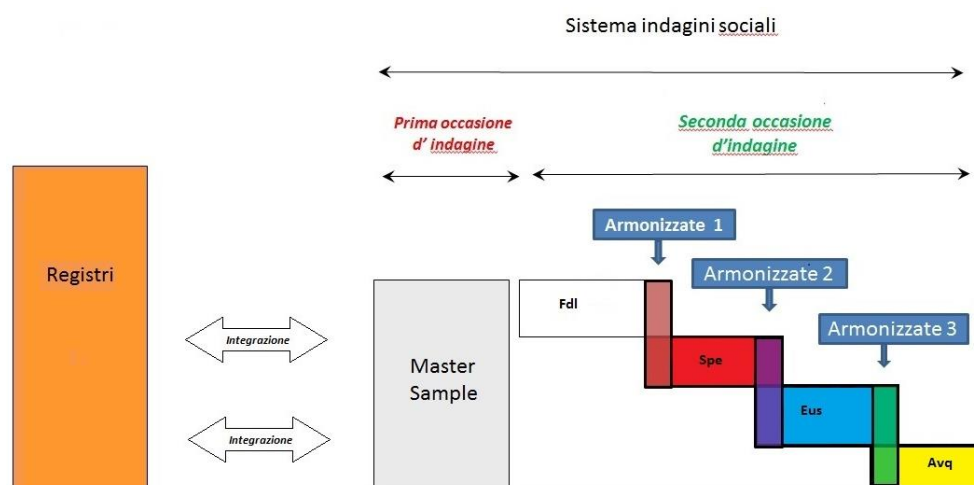 Sistema indagini sociali
Prima occasione
d' indagine
Seconda occasione
d'indagine
Armonizzate 1
Registri
Armonizzate 2
Fdl
Integrazione
Armonizzate 3
Master
Sample
Spe
Eus
Integrazione
Avq